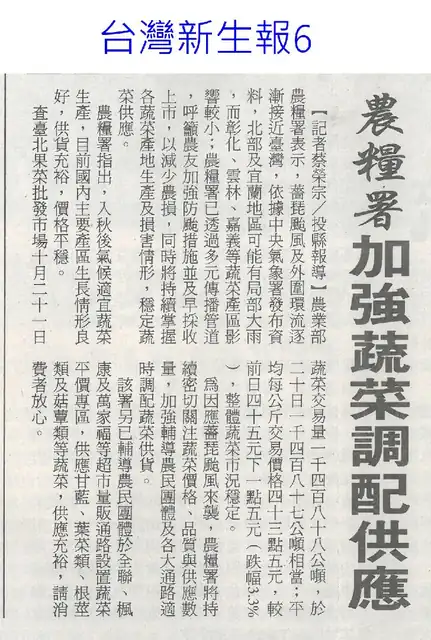 台灣新生報6
農糧署
加強蔬菜調配供應
【記者蔡榮宗/投縣報導】農業部
農糧署表示,蕃琵颱風及外圍環流逐
漸接近臺灣,依據中央氣象署發布資
料,北部及宜蘭地區可能有局部大雨
,而彰化、雲林、嘉義等蔬菜產區影
響較小;農糧署已透過多元傳播管道
,呼籲農友加強防颱措施並及早採收
上市,以減少農損,同時將持續掌握
各蔬菜產地生產及損害情形,穩定蔬
菜供應。
農糧署指出,入秋後氣候適宜蔬菜
生產,目前國內主要產區生長情形良
好,供貨充裕,價格平穩。
查臺北果菜批發市場十月二十一日
蔬菜交易量一千四百八十八公噸,於
二十日一千四百八十七公噸相當;平
均每公斤交易價格四十三點五元,較
前日四十五元下一點五元(跌幅3.3%
),整體蔬菜市況穩定。
為因應蕃琵颱風來襲,農糧署將持
續密切關注蔬菜價格、品質與供應數
量,加強輔導農民團體及各大通路適
時調配蔬菜供貨。
該署另已輔導農民團體於全聯、楓
康及萬家福等超市量販通路設置蔬菜
平價專區,供應甘藍、葉菜類、根莖
類及菇蕈類等蔬菜,供應充裕,請消
費者放心。